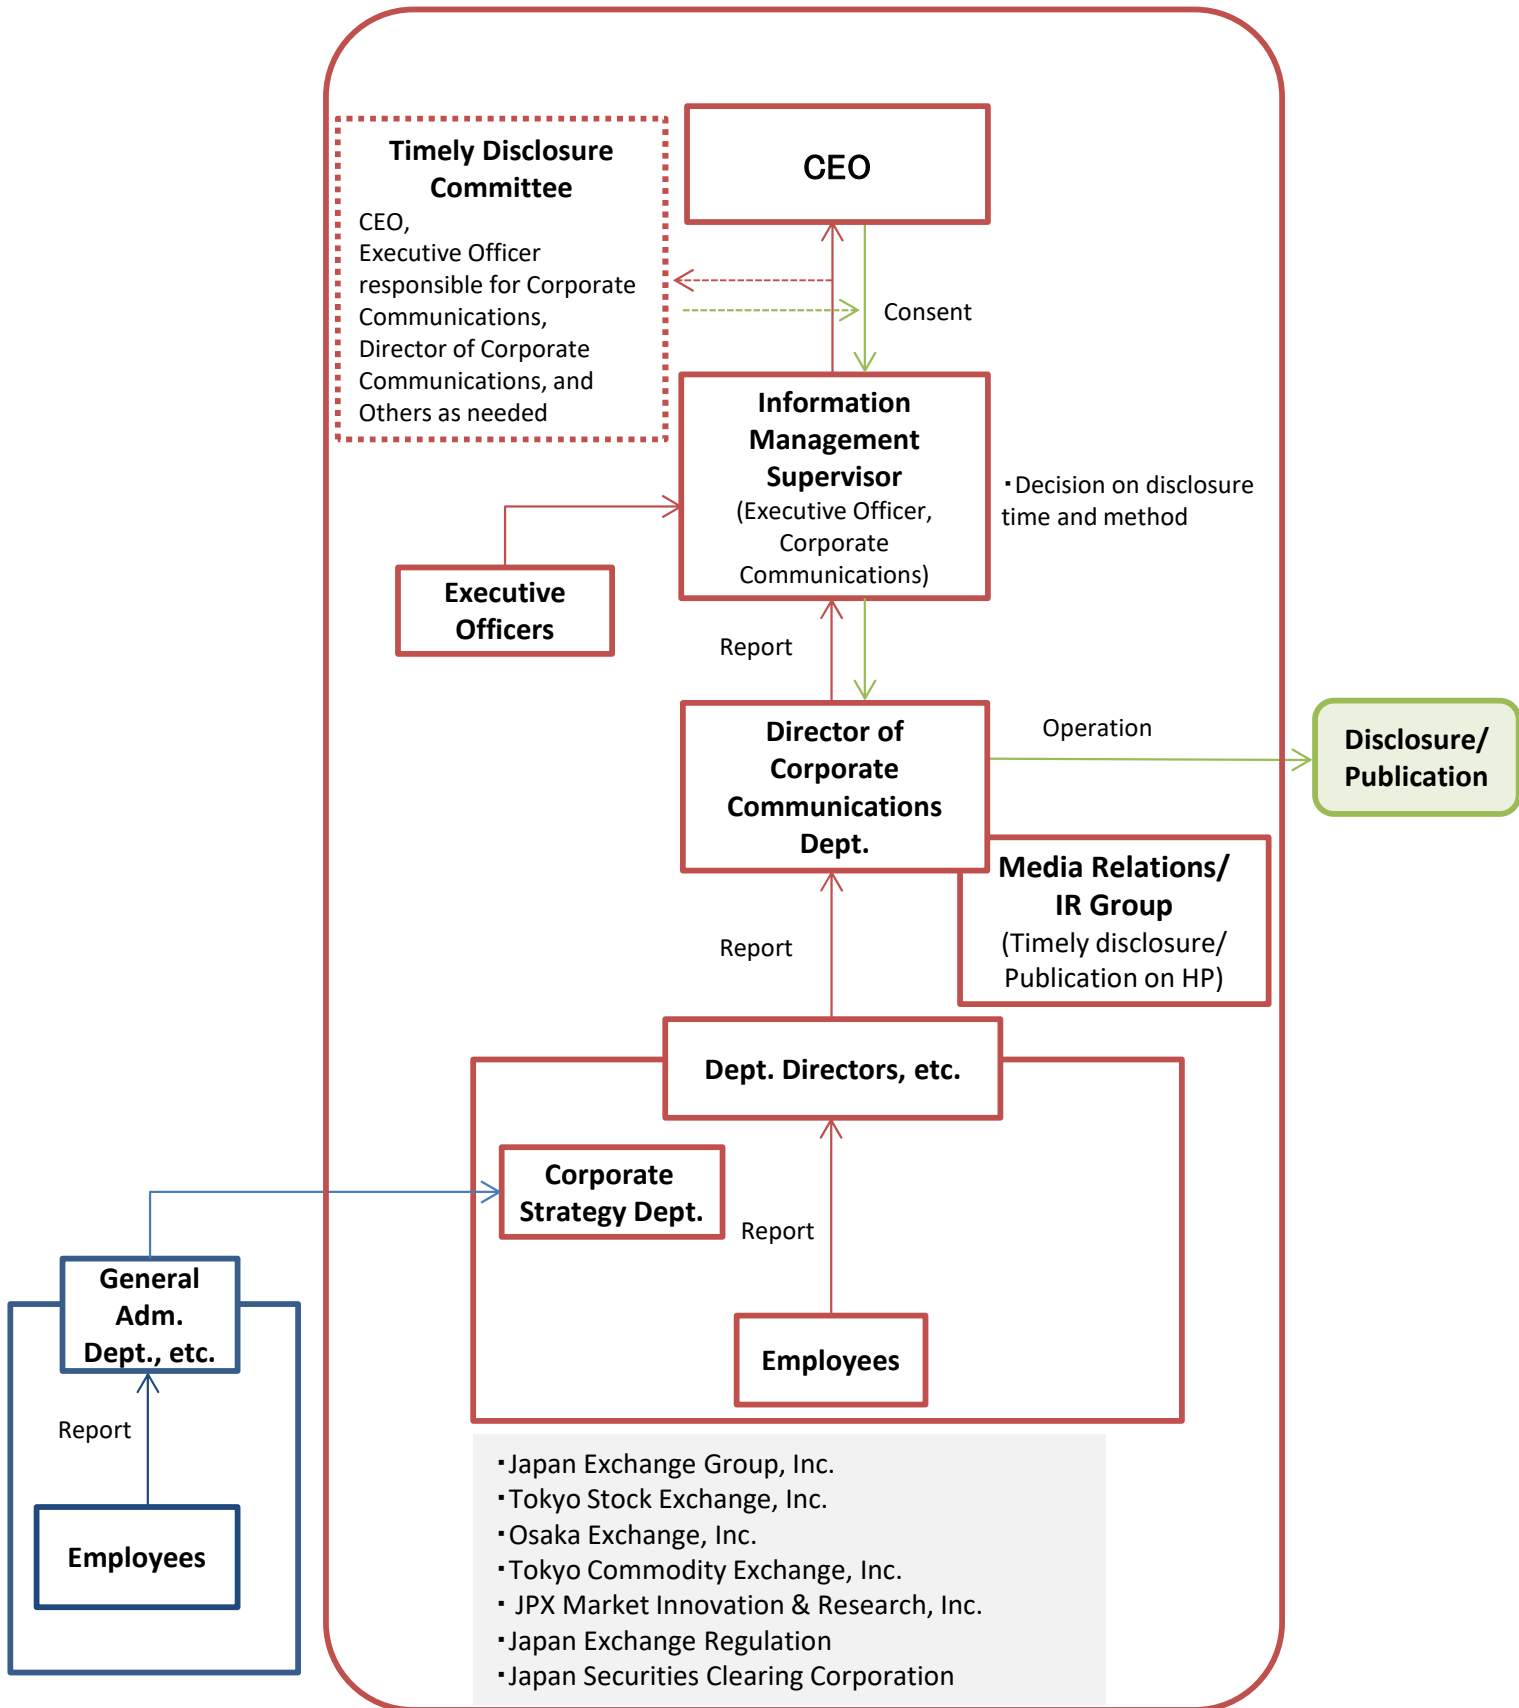 Timely Disclosure
Committee
CEO,
Executive Officer
responsible for Corporate
Communications,
Director of Corporate
Communications, and
Others as needed
CEO
Consent
Information
Management
Supervisor
(Executive Officer,
Corporate
Communications)
・Decision on disclosure
time and method
Executive
Officers
Report
Director of
Corporate
Communications
Dept.
Operation
Disclosure/
Publication
Media Relations/
IR Group
(Timely disclosure/
Publication on HP)
Report
Dept. Directors, etc.
Corporate
Strategy Dept.
Report
Employees
General
Adm.
Dept., etc.
Report
Employees
・Japan Exchange Group, Inc.
・Tokyo Stock Exchange, Inc.
・Osaka Exchange, Inc.
・Tokyo Commodity Exchange, Inc.
・ JPX Market Innovation & Research, Inc.
・Japan Exchange Regulation
・Japan Securities Clearing Corporation